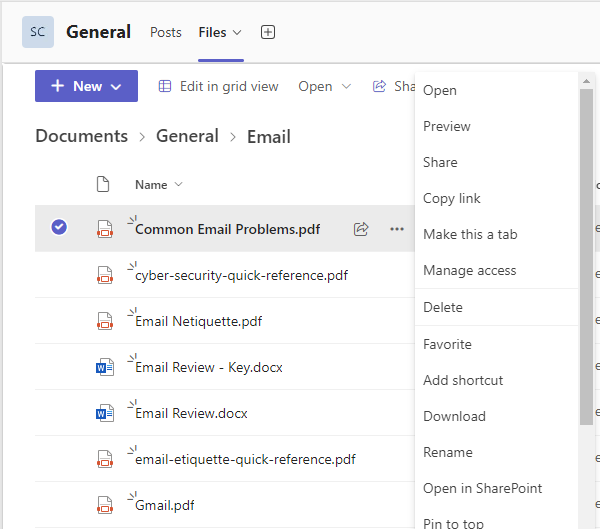 SC General Posts Files
New Edit in grid view Open Sha
Documents > General > Email
Name
Common Email Problems.pdf
cyber-security-quick-reference.pdf
Email Netiquette.pdf
Email Review - Key.docx
Email Review.docx
email-etiquette-quick-reference.pdf
Gmail.pdf
Open
Preview
Share
Copy link
Make this a tab
Manage access
Delete
Favorite
Add shortcut
Download
Rename
Open in SharePoint
Pin to top